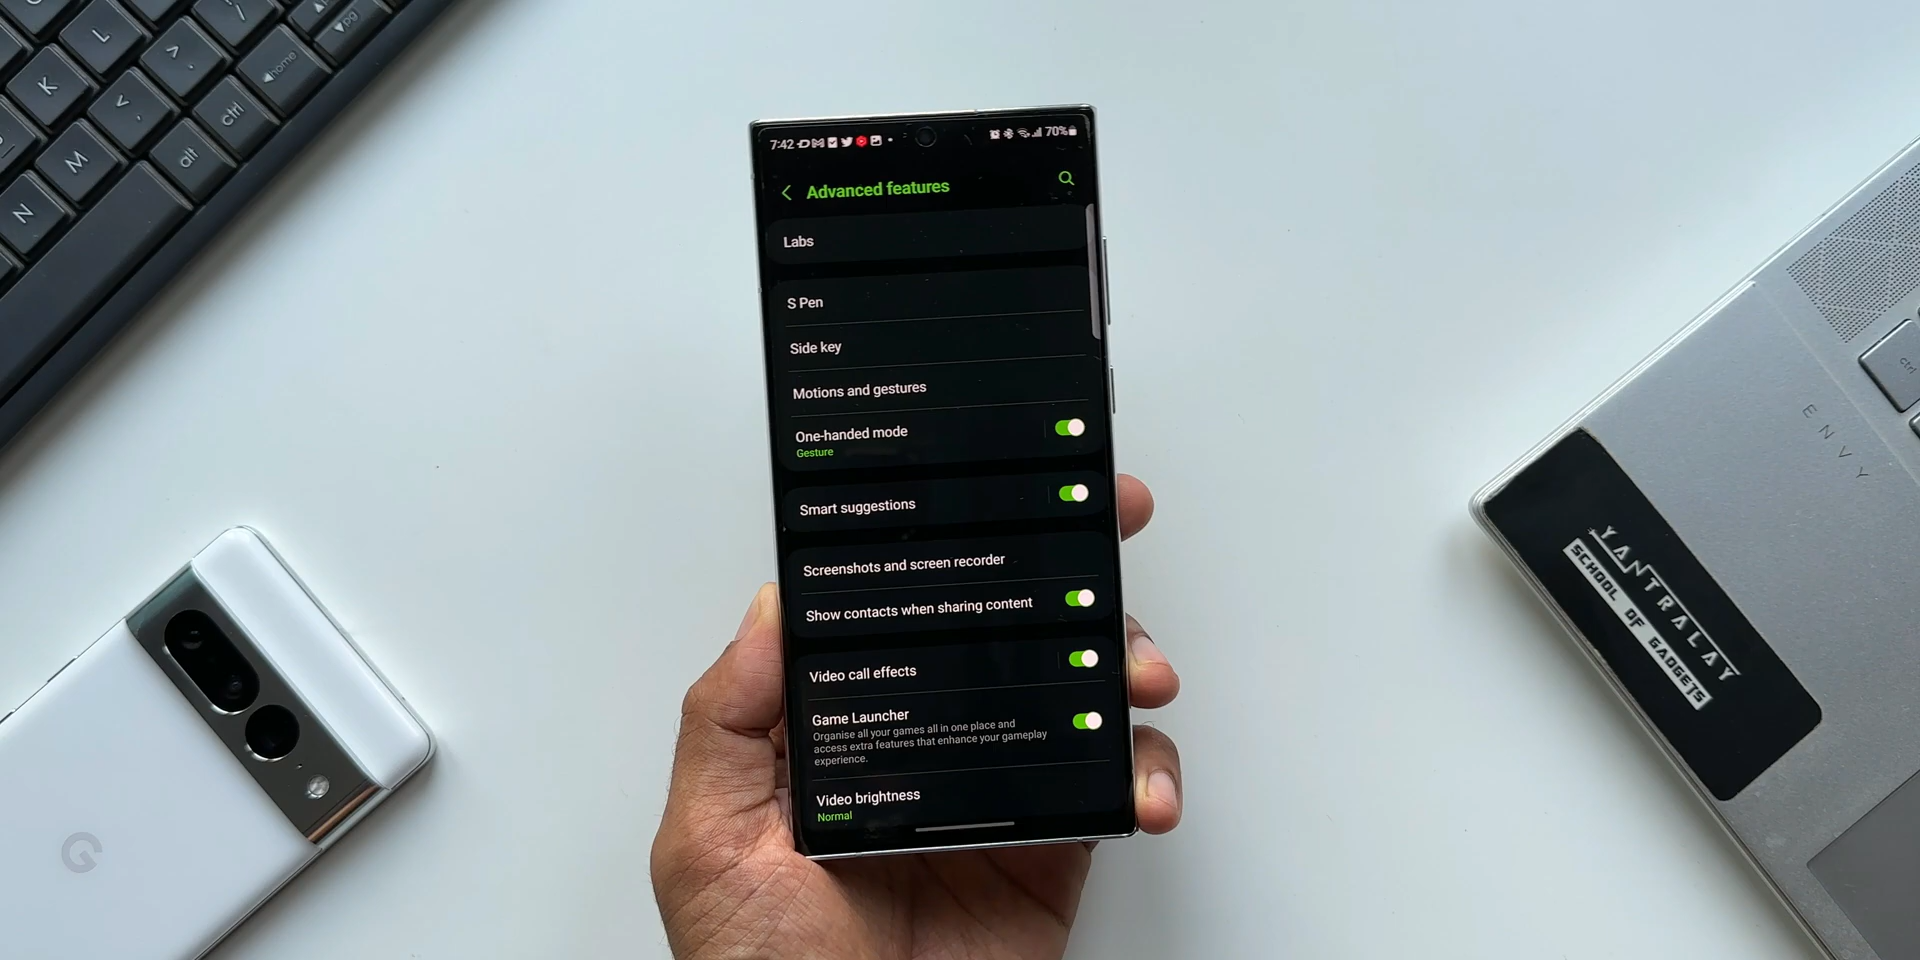 L
K
M
N
alt
ctrl
home
pg
7:42
70%
Advanced features
Labs
S Pen
Side key
Motions and gestures
One-handed mode
Gesture
Smart suggestions
Screenshots and screen recorder
Show contacts when sharing content
Video call effects
Game Launcher
Organise all your games all in one place and
access extra features that enhance your gameplay
experience.
Video brightness
Normal
G
ctrl
ENVY
YANTRALAY
SCHOOL OF GADGETS